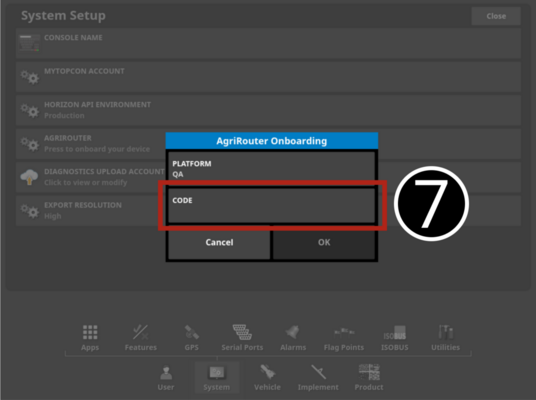 System Setup
Close
CONSOLE NAME
MYTOPCON ACCOUNT
HORIZON API ENVIRONMENT
Production
AGRIROUTER
Press to onboard your device
DIAGNOSTICS UPLOAD ACCOUNT
Click to view or modify
EXPORT RESOLUTION
High
AgriRouter Onboarding
PLATFORM
QA
CODE
Cancel
OK
7
Apps
Features
GPS
Serial Ports
Alarms
Flag Points
ISOBUS
Utilities
User
System
Vehicle
Implement
Product